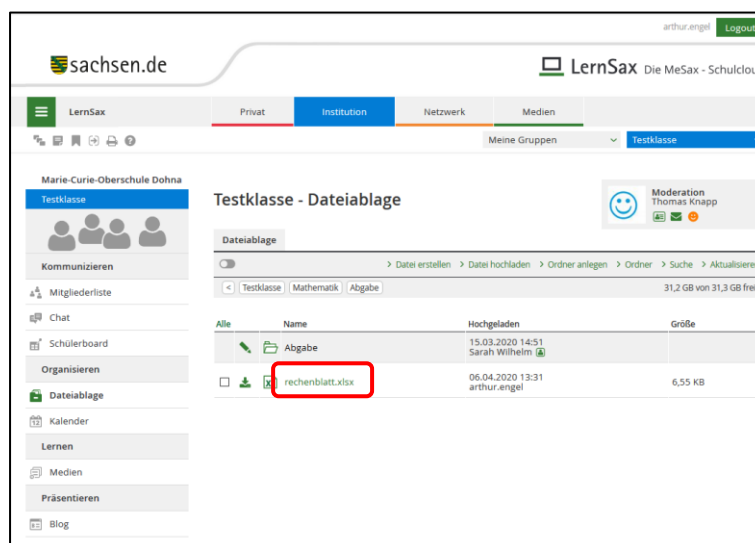 arthur.engel Logout
sachsen.de
LernSax Die MeSax - Schulclou
LernSax Privat Institution Netzwerk Medien
Meine Gruppen Testklasse
Marie-Curie-Oberschule Dohna
Testklasse
Testklasse - Dateiablage
Moderation
Thomas Knapp
Dateiablage
Kommunizieren
> Datei erstellen > Datei hochladen > Ordner anlegen > Ordner > Suche > Aktualisieren
Mitgliederliste
< Testklasse Mathematik Abgabe 31,2 GB von 31,3 GB frei
Chat
Schülerboard
Alle Name Hochgeladen Größe
Abgabe 15.03.2020 14:51
Sarah Wilhelm
Organisieren
rechenblatt.xlsx 06.04.2020 13:31 6,55 KB
arthur.engel
Dateiablage
12 Kalender
Lernen
Medien
Präsentieren
Blog